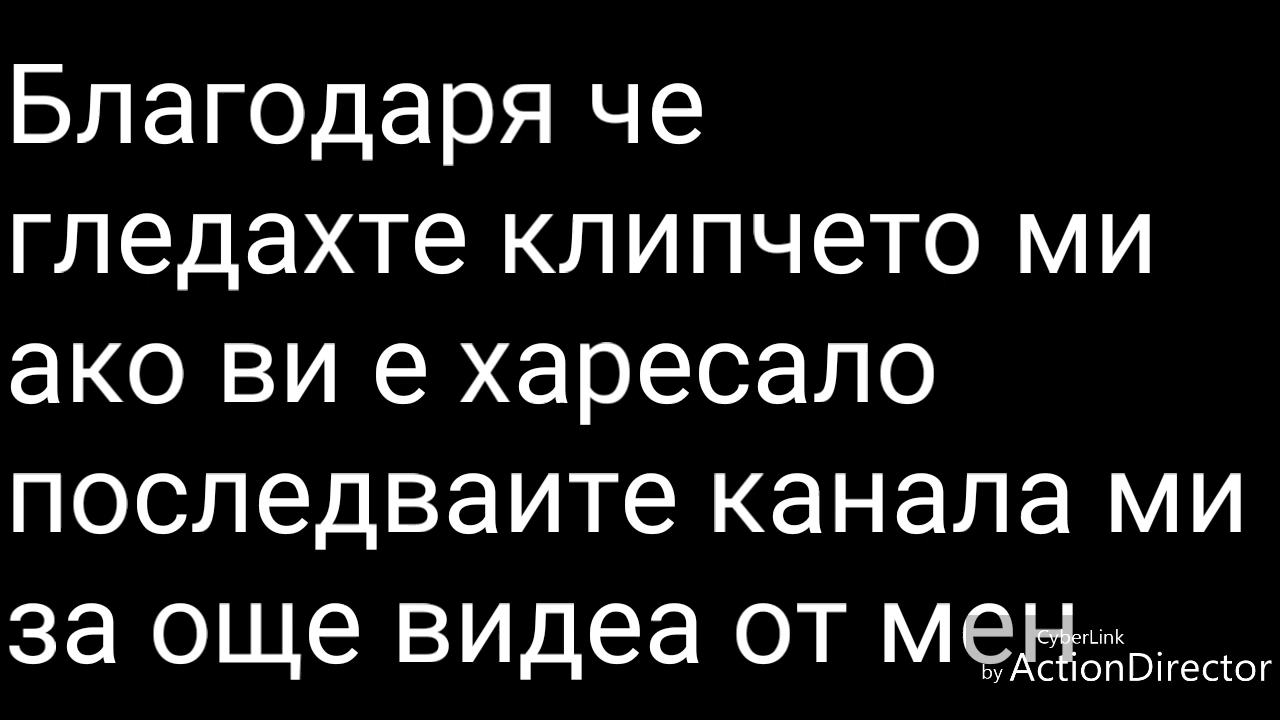 Благодаря че
гледахте клипчето ми
ако ви е харесало
последваите канала ми
за още видеа от мен
CyberLink
by ActionDirector